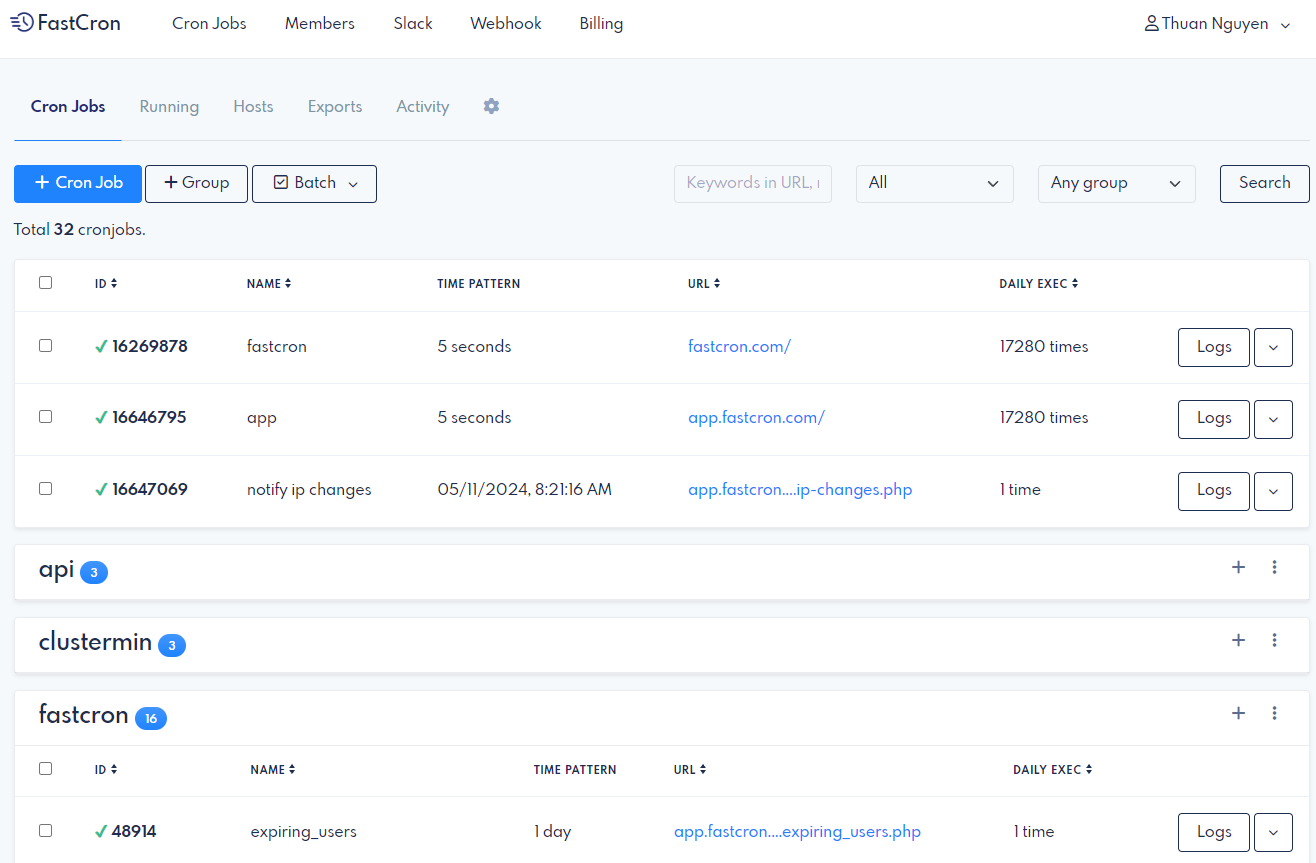 FastCron Cron Jobs Members Slack Webhook Billing Thuan Nguyen
Cron Jobs Running Hosts Exports Activity
+ Cron Job + Group Batch Keywords in URL, All Any group Search
Total 32 cronjobs.
ID NAME TIME PATTERN URL DAILY EXEC
16269878 fastcron 5 seconds fastcron.com/ 17280 times Logs
16646795 app 5 seconds app.fastcron.com/ 17280 times Logs
16647069 notify ip changes 05/11/2024, 8:21:16 AM app.fastcron....ip-changes.php 1 time Logs
api 3
clustermin 3
fastcron 16
ID NAME TIME PATTERN URL DAILY EXEC
48914 expiring_users 1 day app.fastcron....expiring_users.php 1 time Logs